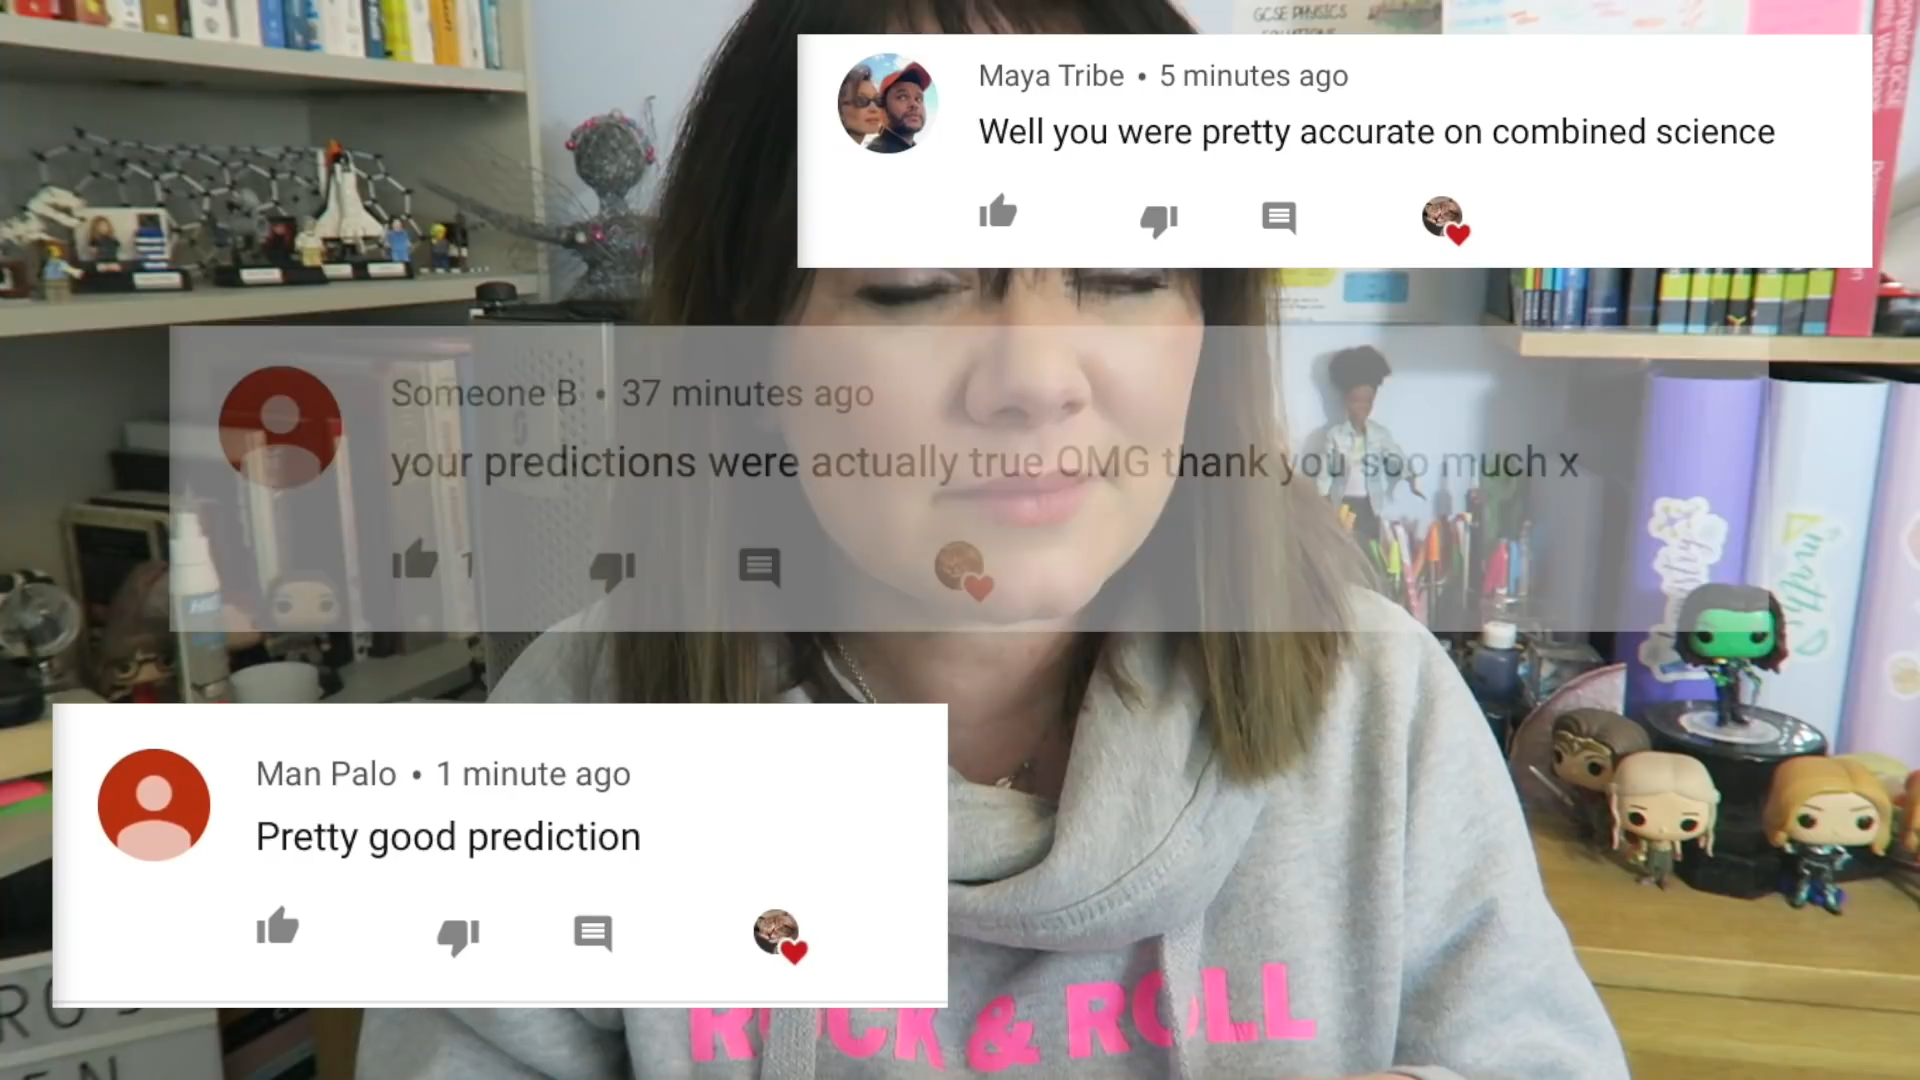 GCSE PHYSICS
EQUATIONS
Maya Tribe • 5 minutes ago
Well you were pretty accurate on combined science
Someone B • 37 minutes ago
your predictions were actually true OMG thank you soo much x
1
Man Palo • 1 minute ago
Pretty good prediction
maths
ROCK & ROLL